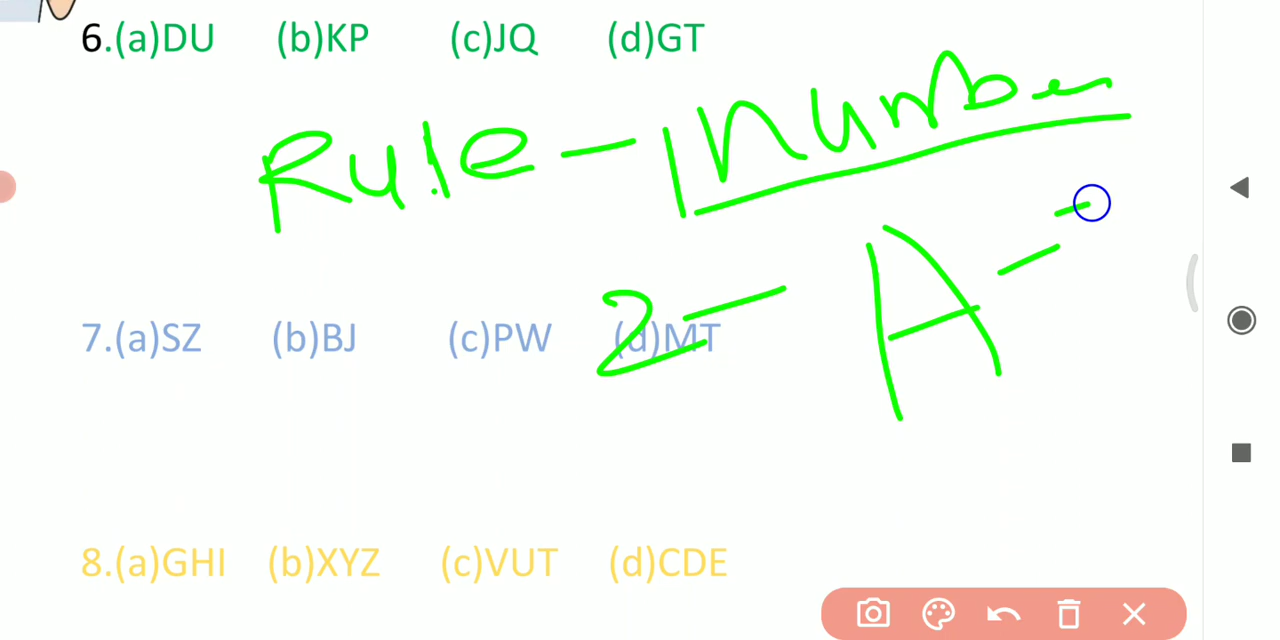 6.(a)DU (b)KP (c)JQ (d)GT
Rule - 1 number
2 - A -
7.(a)SZ (b)BJ (c)PW (d)MT
8.(a)GHI (b)XYZ (c)VUT (d)CDE